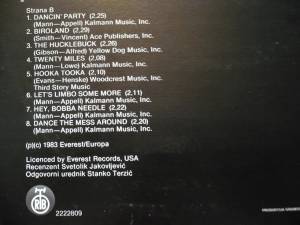 Strana B
1. DANCIN' PARTY (2,25)
(Mann—Appell) Kalmann Music, Inc.
2. BIROLAND (2,29)
(Smith—Vincent) Ace Publishers, Inc.
3. THE HUCKLEBUCK (2,26)
(Gibson—Alfred) Yellow Dog Music, Inc.
4. TWENTY MILES (2,08)
(Mann—Lowe) Kalmann Music, Inc.
5. HOOKA TOOKA (2,10)
(Evans—Henske) Woodcrest Music, Inc.
Third Story Music
6. LET'S LIMBO SOME MORE (2,11)
(Mann—Appell) Kalmann Music, Inc.
7. HEY, BOBBA NEEDLE (2,22)
(Mann—Appell) Kalmann Music, Inc.
8. DANCE THE MESS AROUND (2,20)
(Mann—Appell) Kalmann Music, Inc.
(p)(c) 1983 Everest/Europa
Licenced by Everest Records, USA
Recenzent Svetolik Jakovljević
Odgovorni urednik Stanko Terzić
RTB
2222809